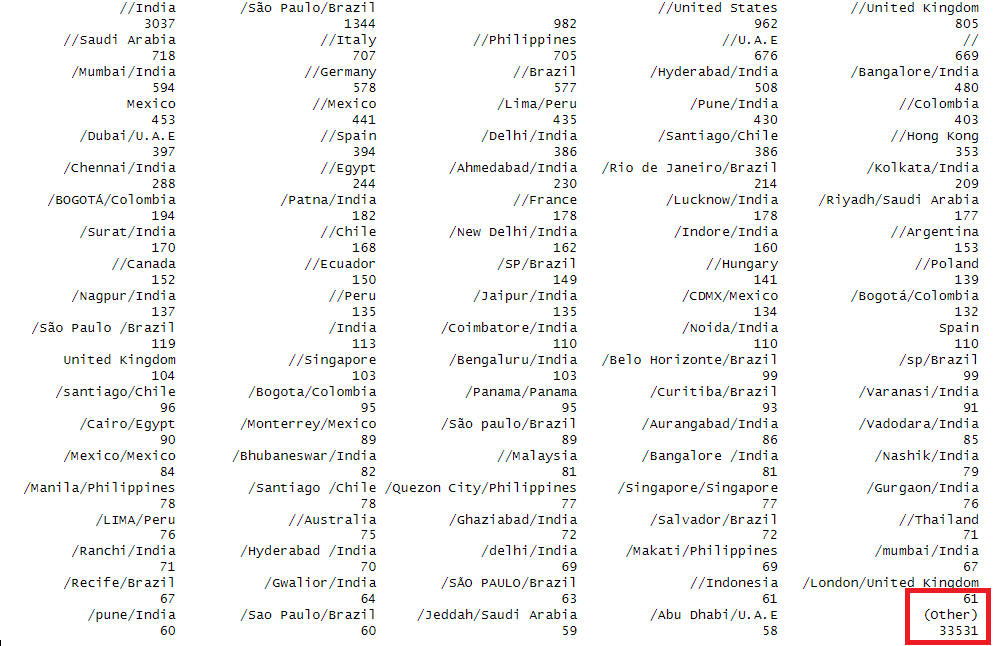 //India /São Paulo/Brazil //United States //United Kingdom
3037 1344 982 962 805
//Saudi Arabia //Italy //Philippines //U.A.E //
718 707 705 676 669
/Mumbai/India //Germany //Brazil /Hyderabad/India /Bangalore/India
594 578 577 508 480
Mexico //Mexico /Lima/Peru /Pune/India //Colombia
453 441 435 430 403
/Dubai/U.A.E //Spain /Delhi/India /Santiago/Chile //Hong Kong
397 394 386 386 353
/Chennai/India //Egypt /Ahmedabad/India /Rio de Janeiro/Brazil /Kolkata/India
288 244 230 214 209
/BOGOTÁ/Colombia /Patna/India //France /Lucknow/India /Riyadh/Saudi Arabia
194 182 178 178 177
/Surat/India //Chile /New Delhi/India /Indore/India //Argentina
170 168 162 160 153
//Canada //Ecuador /SP/Brazil //Hungary //Poland
152 150 149 141 139
/Nagpur/India //Peru /Jaipur/India /CDMX/Mexico /Bogotá/Colombia
137 135 135 134 132
/São Paulo /Brazil /India /Coimbatore/India /Noida/India Spain
119 113 110 110 110
United Kingdom //Singapore /Bengaluru/India /Belo Horizonte/Brazil /sp/Brazil
104 103 103 99 99
/santiago/Chile /Bogota/Colombia /Panama/Panama /Curitiba/Brazil /Varanasi/India
96 95 95 93 91
/Cairo/Egypt /Monterrey/Mexico /São paulo/Brazil /Aurangabad/India /Vadodara/India
90 89 89 86 85
/Mexico/Mexico /Bhubaneswar/India //Malaysia /Bangalore /India /Nashik/India
84 82 81 81 79
/Manila/Philippines /Santiago /Chile /Quezon City/Philippines /Singapore/Singapore /Gurgaon/India
78 78 77 77 76
/LIMA/Peru //Australia /Ghaziabad/India /Salvador/Brazil //Thailand
76 75 72 72 71
/Ranchi/India /Hyderabad /India /delhi/India /Makati/Philippines /mumbai/India
71 70 69 69 67
/Recife/Brazil /Gwalior/India /SÃO PAULO/Brazil //Indonesia /London/United Kingdom
67 64 63 61 61
/pune/India /Sao Paulo/Brazil /Jeddah/Saudi Arabia /Abu Dhabi/U.A.E (Other)
60 60 59 58 33531